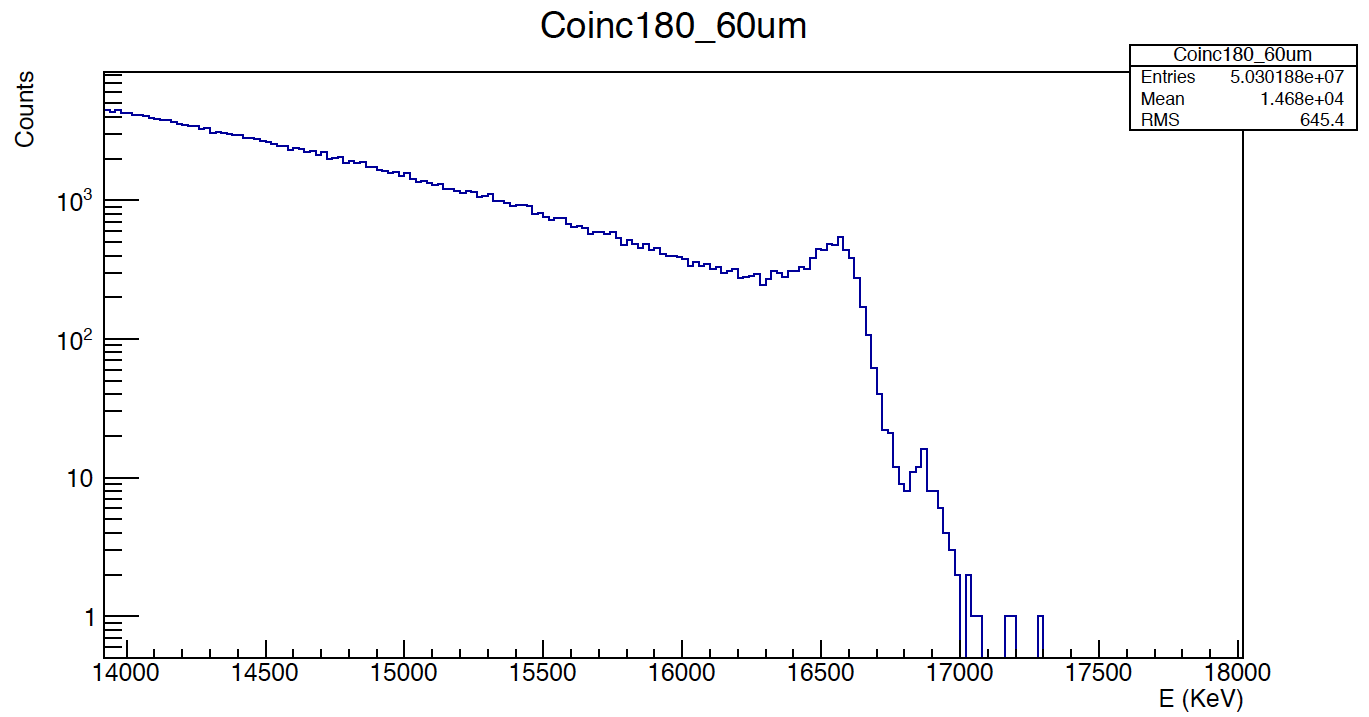 Coinc180_60um
Coinc180_60um
Entries 5.030188e+07
Mean 1.468e+04
RMS 645.4
Counts
10³
10²
10
1
14000 14500 15000 15500 16000 16500 17000 17500 18000
E (KeV)